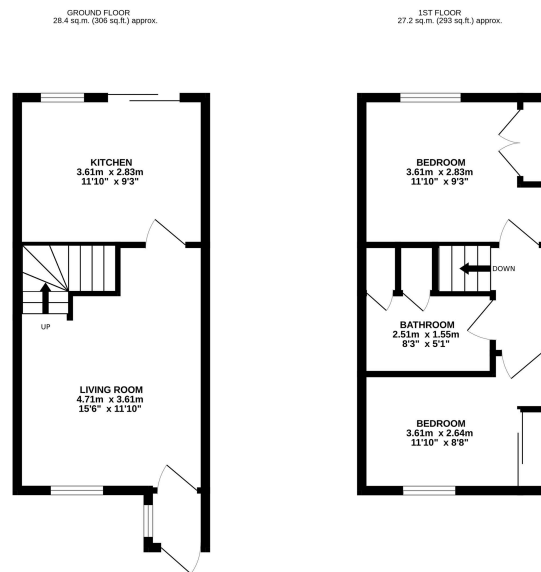 GROUND FLOOR
28.4 sq.m. (306 sq.ft.) approx.
1ST FLOOR
27.2 sq.m. (293 sq.ft.) approx.
KITCHEN
3.61m x 2.83m
11'10" x 9'3"
UP
LIVING ROOM
4.71m x 3.61m
15'6" x 11'10"
BEDROOM
3.61m x 2.83m
11'10" x 9'3"
DOWN
BATHROOM
2.51m x 1.55m
8'3" x 5'1"
BEDROOM
3.61m x 2.64m
11'10" x 8'8"